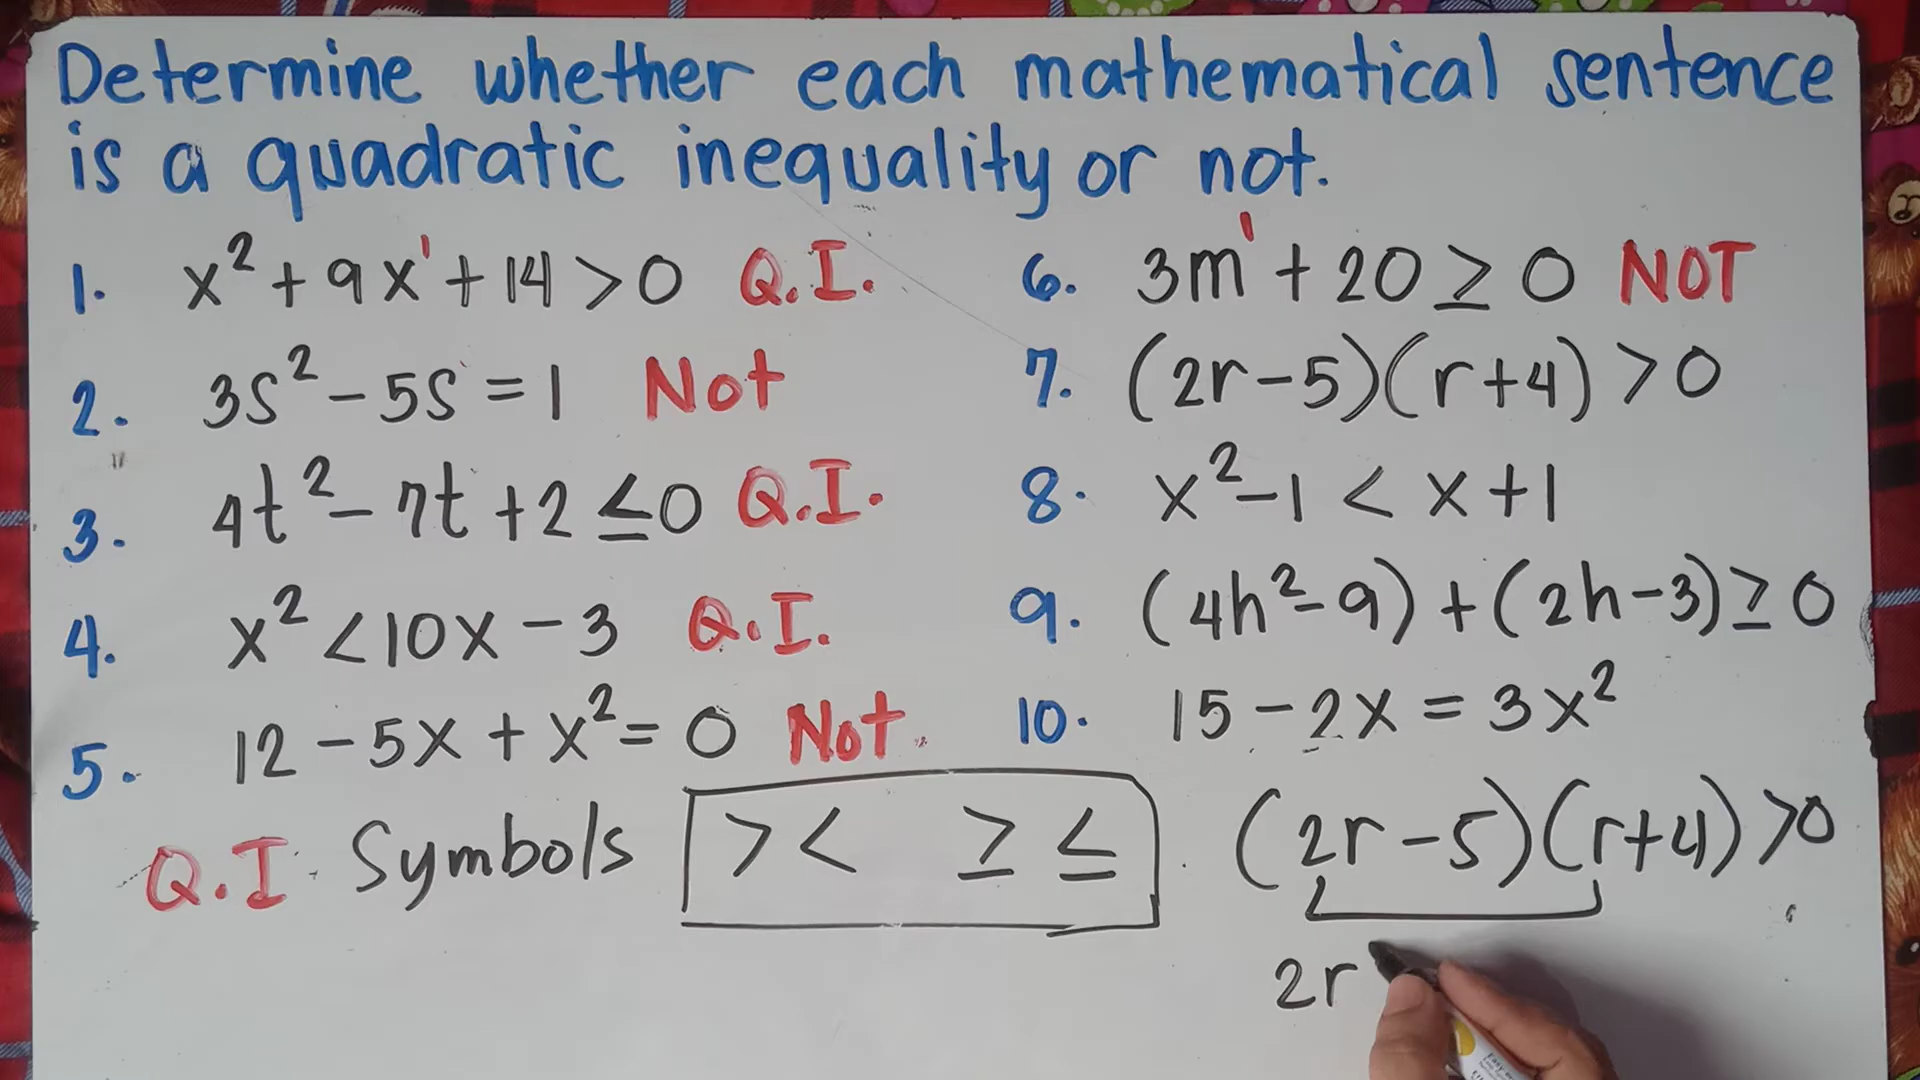 Determine whether each mathematical sentence
is a quadratic inequality or not.
1. x² + 9x¹ + 14 > 0 Q.I.
2. 3s² - 5s = 1 Not
3. 4t² - 7t + 2 ≤ 0 Q.I.
4. x² < 10x - 3 Q.I.
5. 12 - 5x + x² = 0 Not
6. 3m¹ + 20 ≥ 0 NOT
7. (2r - 5)(r + 4) > 0
8. x² - 1 < x + 1
9. (4h² - 9) + (2h - 3) ≥ 0
10. 15 - 2x = 3x²
Q.I. Symbols > < ≥ ≤
(2r - 5)(r + 4) > 0
2r